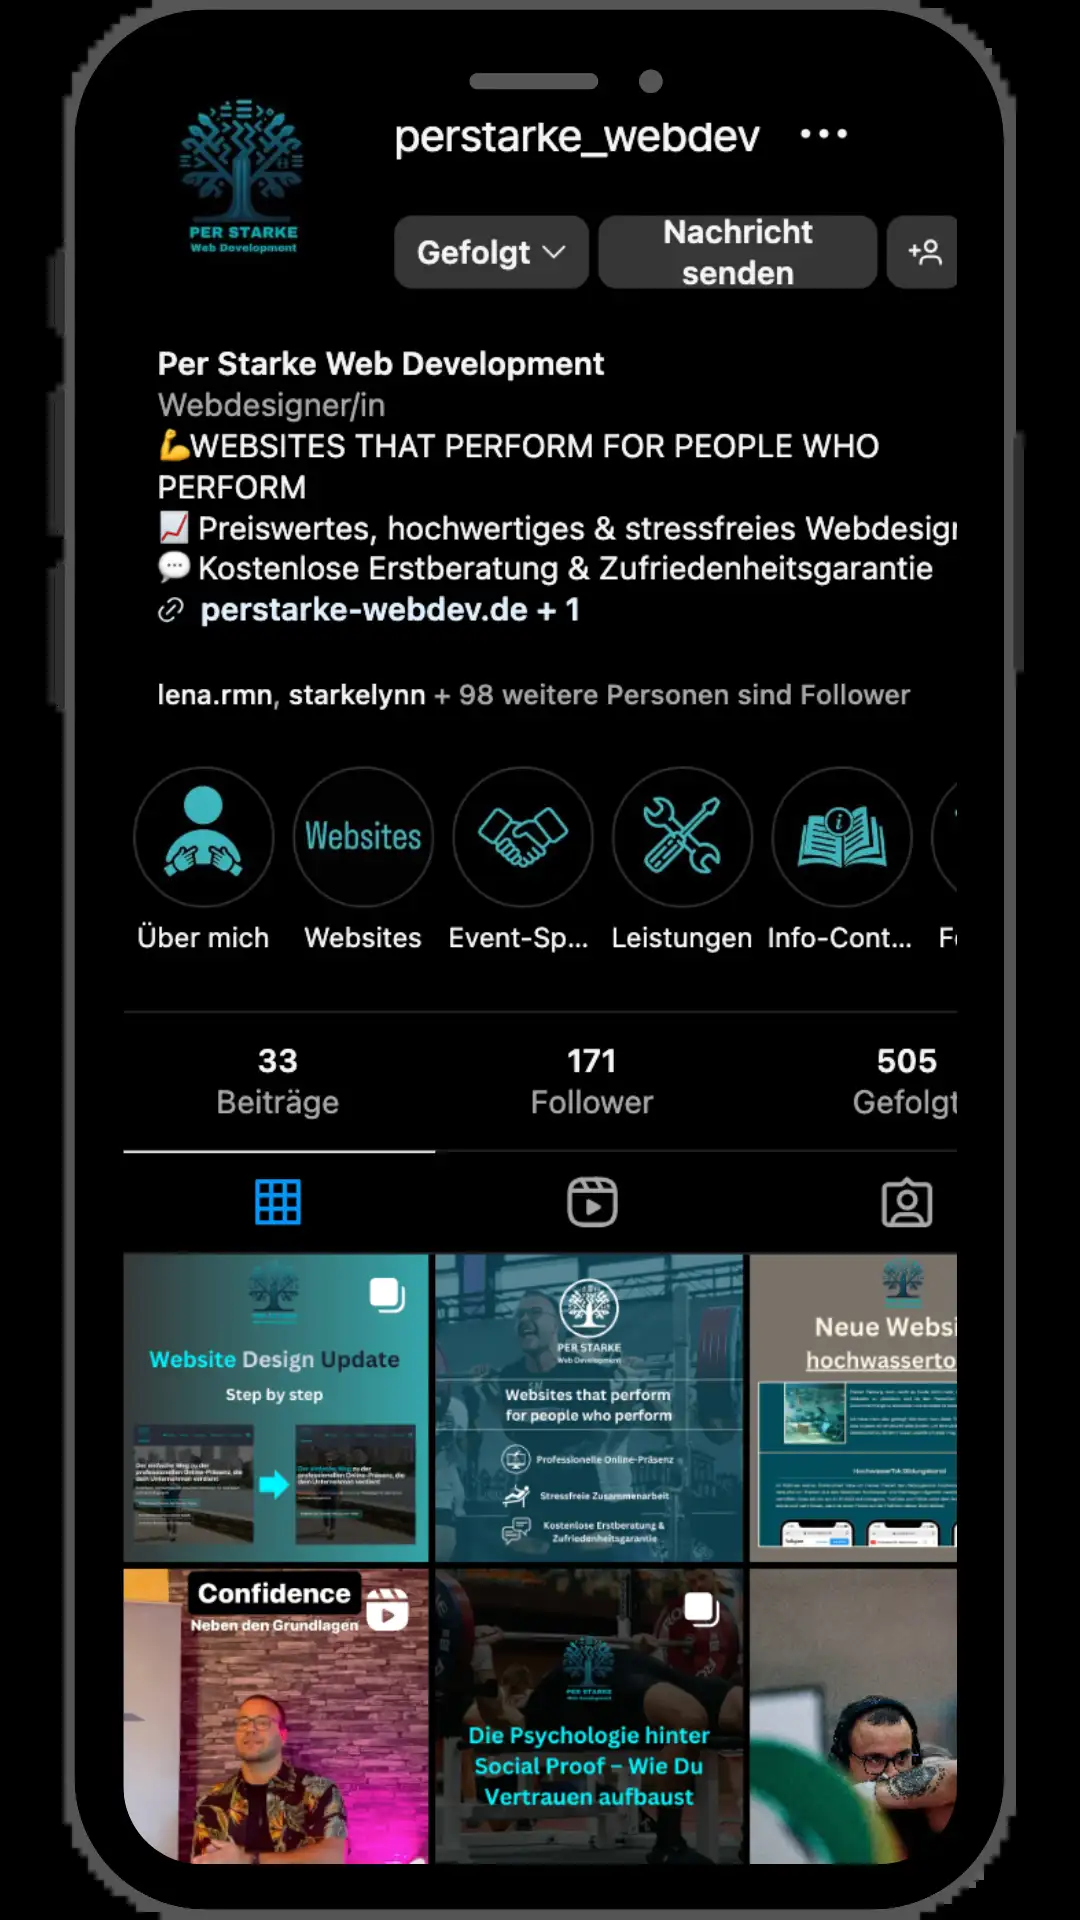 PER STARKE
Web Development
perstarke_webdev
Gefolgt
Nachricht senden
Per Starke Web Development
Webdesigner/in
💪WEBSITES THAT PERFORM FOR PEOPLE WHO
PERFORM
📈 Preiswertes, hochwertiges & stressfreies Webdesign
💬 Kostenlose Erstberatung & Zufriedenheitsgarantie
perstarke-webdev.de + 1
lena.rmn, starkelynn + 98 weitere Personen sind Follower
Websites
Über mich
Websites
Event-Sp...
Leistungen
Info-Cont...
33
Beiträge
171
Follower
505
Gefolgt
Website Design Update
Step by step
PER STARKE
Web Development
Websites that perform
for people who perform
Professionelle Online-Präsenz
Stressfreie Zusammenarbeit
Kostenlose Erstberatung &
Zufriedenheitsgarantie
Neue Websi
hochwasserto
Confidence
Neben den Grundlagen
PER STARKE
Web Development
Die Psychologie hinter
Social Proof – Wie Du
Vertrauen aufbaust